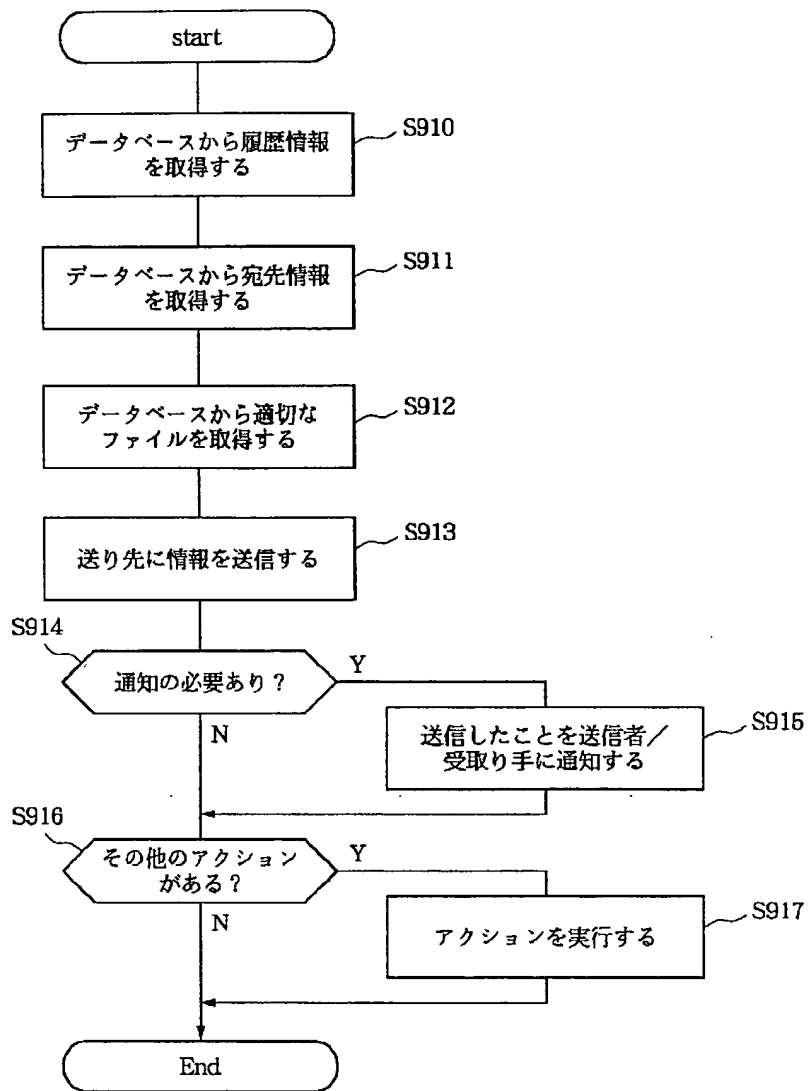 start
S910
データベースから履歴情報
を取得する
S911
データベースから宛先情報
を取得する
S912
データベースから適切な
ファイルを取得する
S913
送り先に情報を送信する
S914
通知の必要あり?
Y
N
S915
送信したことを送信者/
受取り手に通知する
S916
その他のアクション
がある?
Y
N
S917
アクションを実行する
End